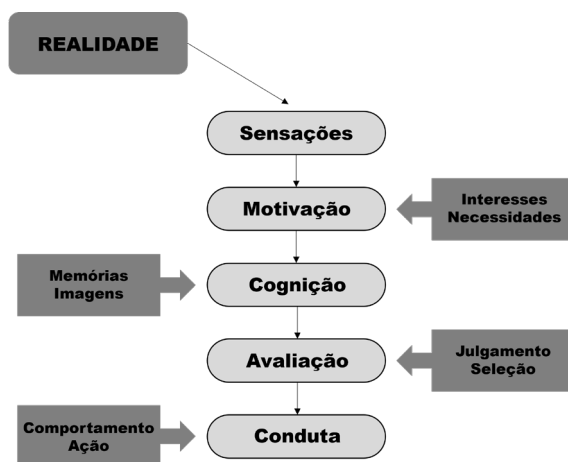 REALIDADE
Sensações
Motivação
Interesses
Necessidades
Memórias
Imagens
Cognição
Avaliação
Julgamento
Seleção
Comportamento
Ação
Conduta